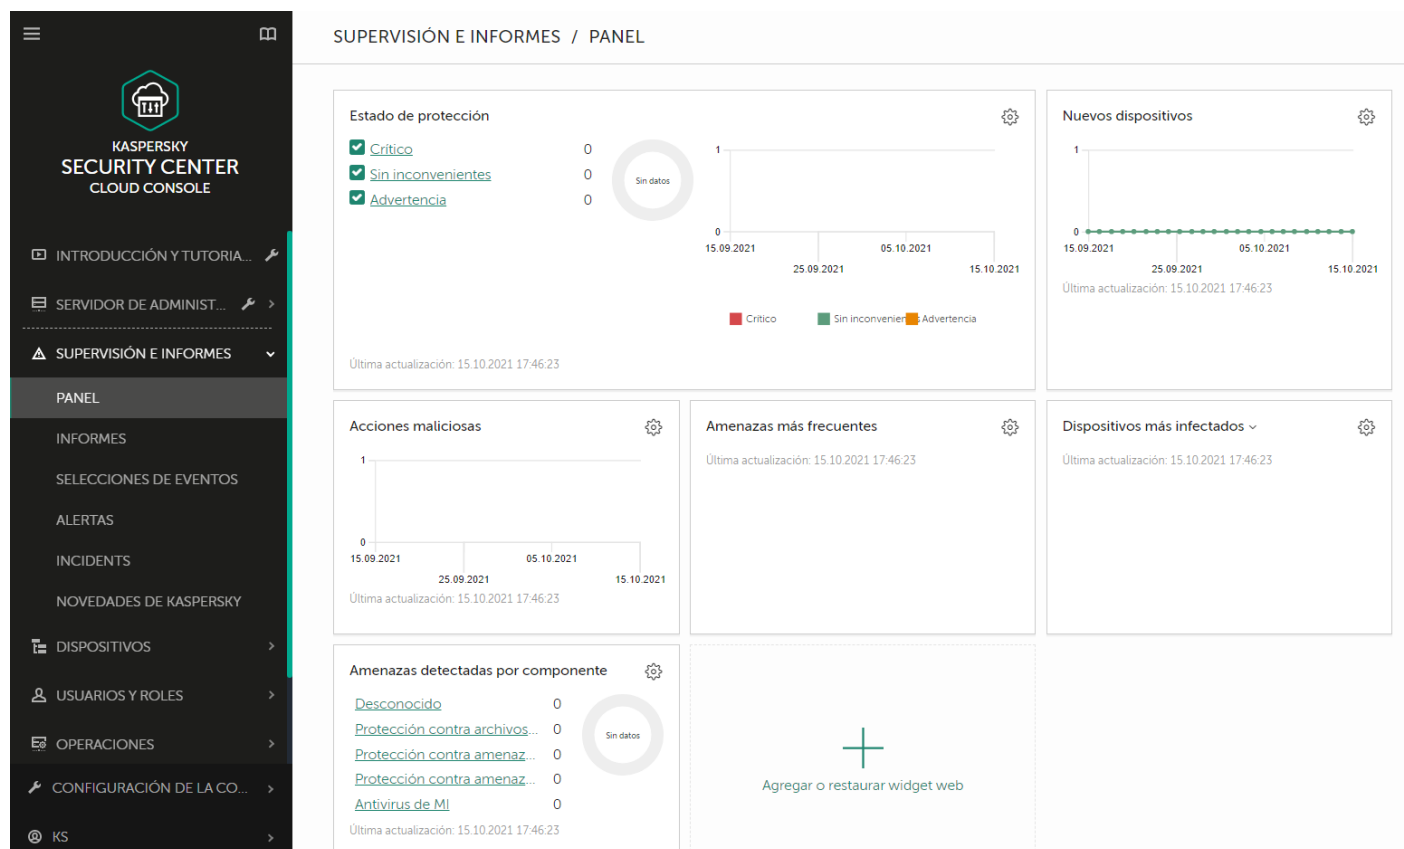 KASPERSKY
SECURITY CENTER
CLOUD CONSOLE
INTRODUCCIÓN Y TUTORIA...
SERVIDOR DE ADMINIST...
SUPERVISIÓN E INFORMES
PANEL
INFORMES
SELECCIONES DE EVENTOS
ALERTAS
INCIDENTS
NOVEDADES DE KASPERSKY
DISPOSITIVOS
USUARIOS Y ROLES
OPERACIONES
CONFIGURACIÓN DE LA CO...
KS
SUPERVISIÓN E INFORMES / PANEL
Estado de protección
Crítico 0
Sin inconvenientes 0
Advertencia 0
Sin datos
1
0
15.09.2021 05.10.2021
25.09.2021 15.10.2021
Crítico Sin inconvenientes Advertencia
Última actualización: 15.10.2021 17:46:23
Nuevos dispositivos
1
0
15.09.2021 05.10.2021
25.09.2021 15.10.2021
Última actualización: 15.10.2021 17:46:23
Acciones maliciosas
1
0
15.09.2021 05.10.2021
25.09.2021 15.10.2021
Última actualización: 15.10.2021 17:46:23
Amenazas más frecuentes
Última actualización: 15.10.2021 17:46:23
Dispositivos más infectados
Última actualización: 15.10.2021 17:46:23
Amenazas detectadas por componente
Desconocido 0
Protección contra archivos... 0
Protección contra amenaz... 0
Protección contra amenaz... 0
Antivirus de MI 0
Sin datos
Última actualización: 15.10.2021 17:46:23
Agregar o restaurar widget web